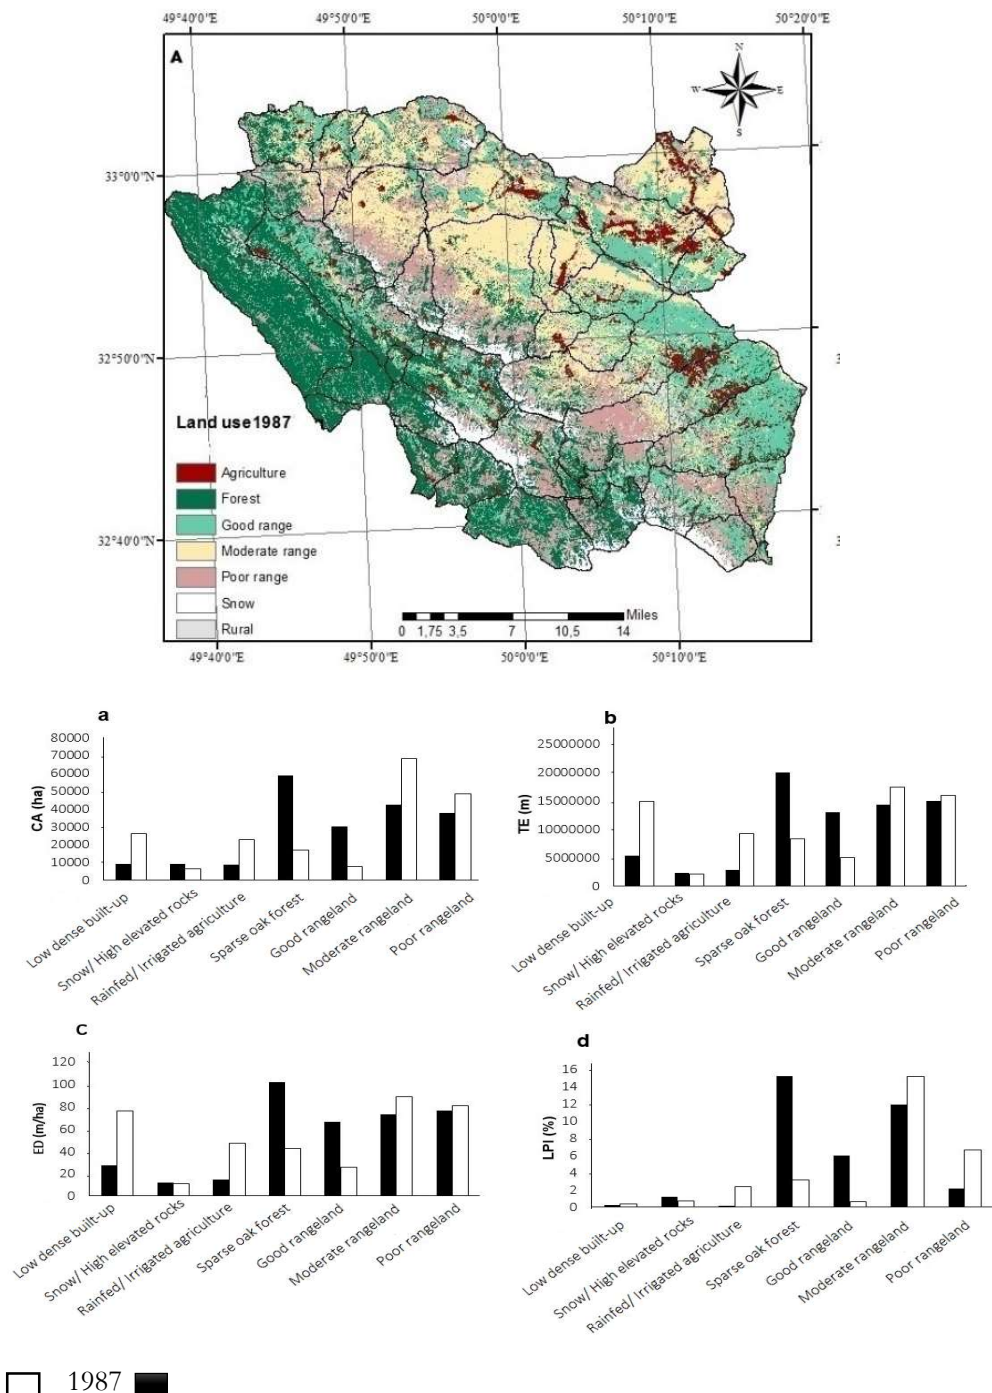 49°40'0"E 49°50'0"E 50°0'0"E 50°10'0"E 50°20'0"E
A
N
W E
S
33°0'0"N
32°50'0"N
32°40'0"N
3
3
Land use1987
Agriculture
Forest
Good range
Moderate range
Poor range
Snow
Rural
Miles
0 1,75 3,5 7 10,5 14
49°40'0"E 49°50'0"E 50°0'0"E 50°10'0"E
a
CA (ha)
80000
70000
60000
50000
40000
30000
20000
10000
0
Low dense built-up
Snow/ High elevated rocks
Rainfed/ Irrigated agriculture
Sparse oak forest
Good rangeland
Moderate rangeland
Poor rangeland
b
TE (m)
25000000
20000000
15000000
10000000
5000000
0
Low dense built-up
Snow/ High elevated rocks
Rainfed/ Irrigated agriculture
Sparse oak forest
Good rangeland
Moderate rangeland
Poor rangeland
c
ED (m/ha)
120
100
80
60
40
20
0
Low dense built-up
Snow/ High elevated rocks
Rainfed/ Irrigated agriculture
Sparse oak forest
Good rangeland
Moderate rangeland
Poor rangeland
d
LPI (%)
16
14
12
10
8
6
4
2
0
Low dense built-up
Snow/ High elevated rocks
Rainfed/ Irrigated agriculture
Sparse oak forest
Good rangeland
Moderate rangeland
Poor rangeland
1987